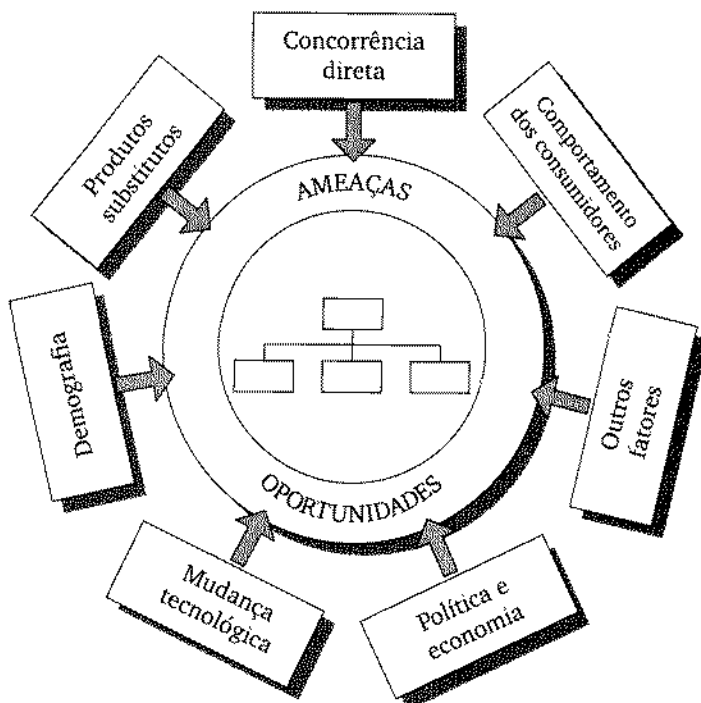 Concorrência
direta
Produtos
substitutos
Comportamento
dos consumidores
AMEAÇAS
Demografia
Outros
fatores
OPORTUNIDADES
Mudança
tecnológica
Política e
economia